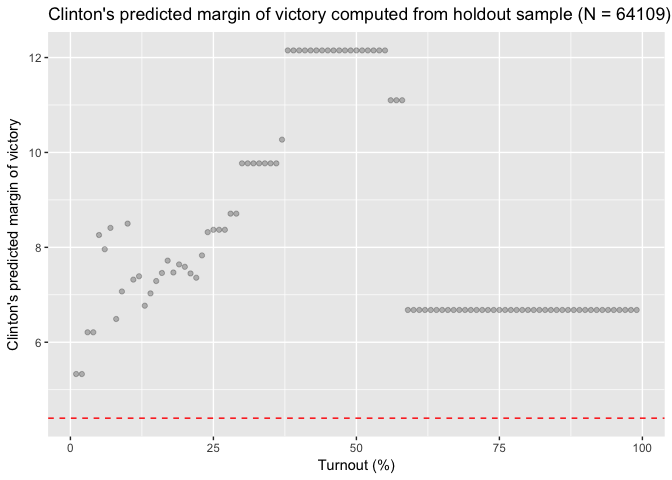 Clinton's predicted margin of victory computed from holdout sample (N = 64109)
Clinton's predicted margin of victory
12
10
8
6
0 25 50 75 100
Turnout (%)